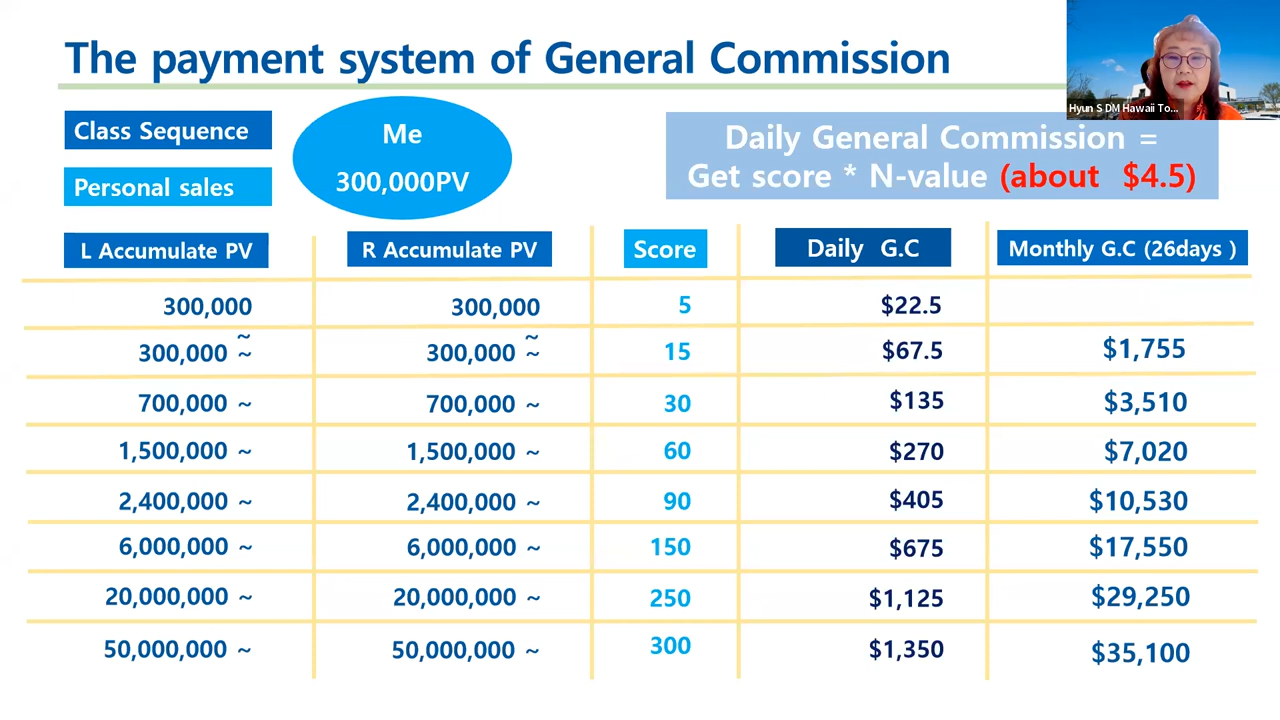 The payment system of General Commission
Hyun S DM Hawaii To...
Class Sequence
Personal sales
Me
300,000PV
Daily General Commission =
Get score * N-value (about $4.5)
L Accumulate PV R Accumulate PV Score Daily G.C Monthly G.C (26days )
300,000 300,000 5 $22.5
~ ~
300,000 ~ 300,000 ~ 15 $67.5 $1,755
700,000 ~ 700,000 ~ 30 $135 $3,510
1,500,000 ~ 1,500,000 ~ 60 $270 $7,020
2,400,000 ~ 2,400,000 ~ 90 $405 $10,530
6,000,000 ~ 6,000,000 ~ 150 $675 $17,550
20,000,000 ~ 20,000,000 ~ 250 $1,125 $29,250
50,000,000 ~ 50,000,000 ~ 300 $1,350 $35,100